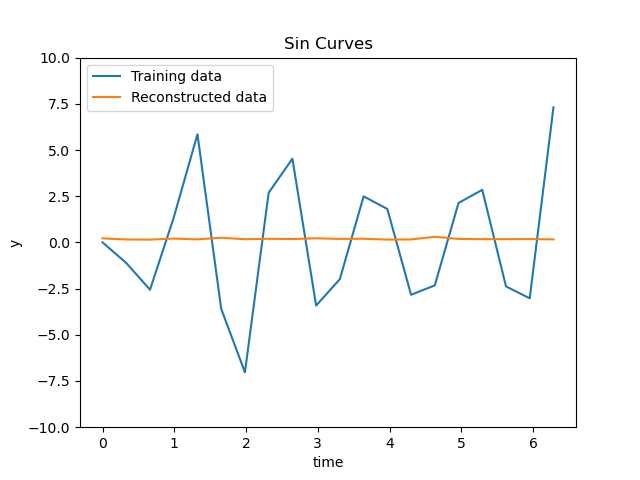 Sin Curves
Training data
Reconstructed data
10.0
7.5
5.0
2.5
0.0
−2.5
−5.0
−7.5
−10.0
y
0 1 2 3 4 5 6
time